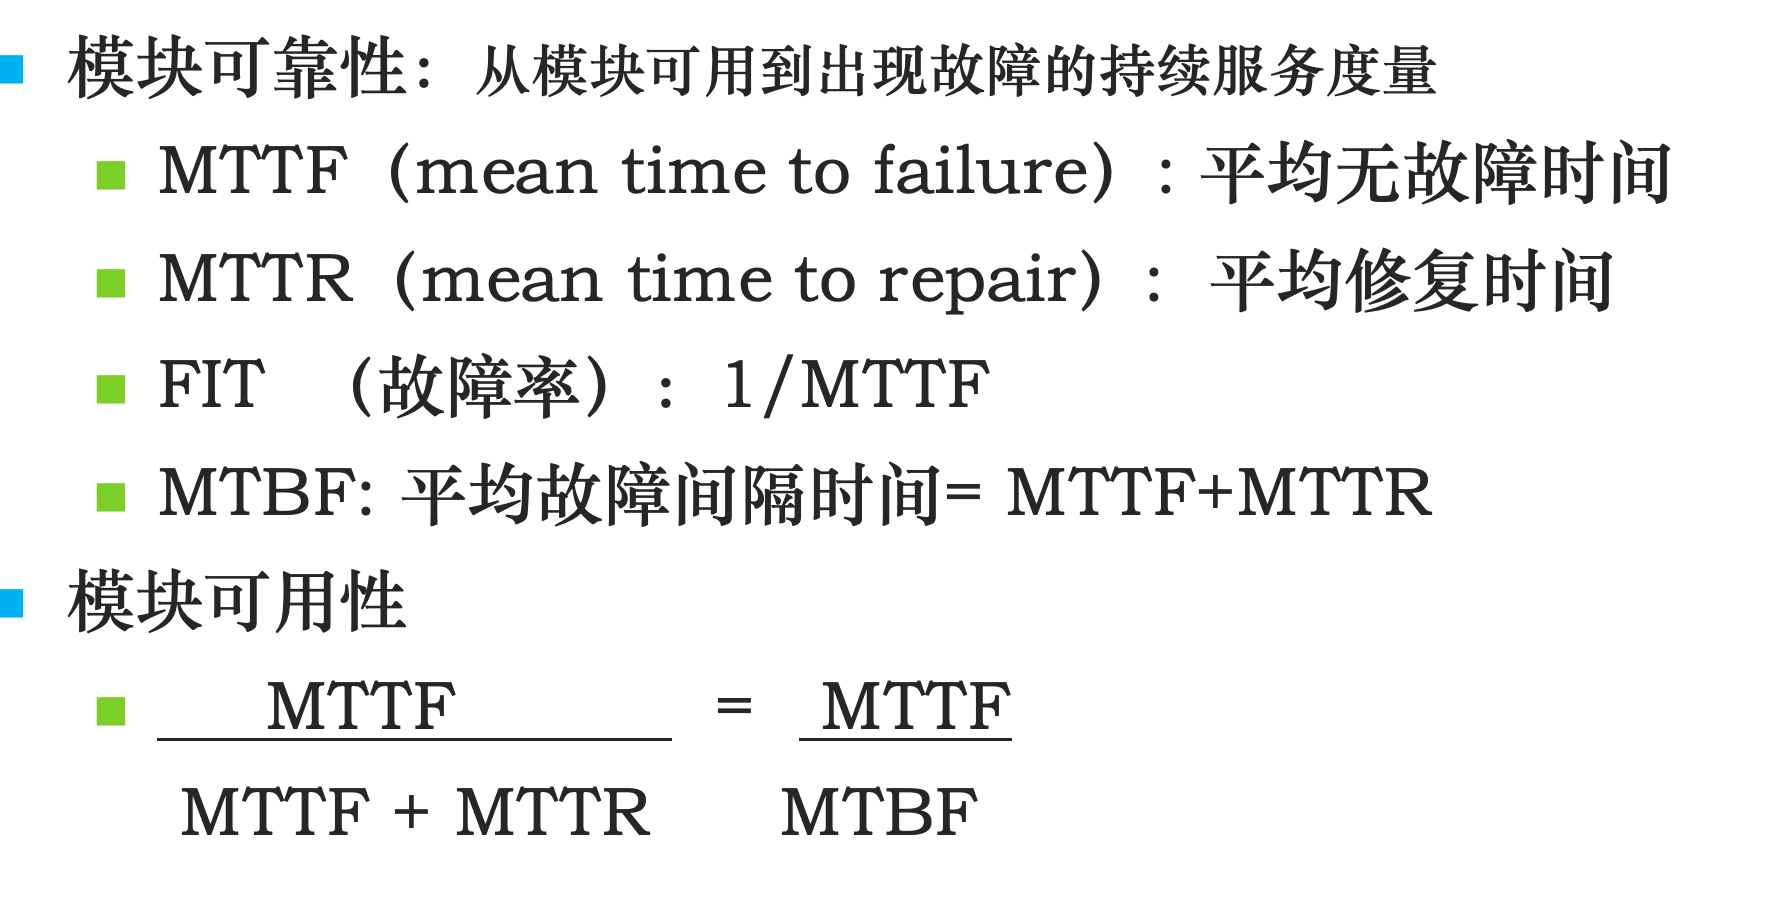 模块可靠性：从模块可用到出现故障的持续服务度量
MTTF（mean time to failure）: 平均无故障时间
MTTR（mean time to repair）: 平均修复时间
FIT （故障率）: 1/MTTF
MTBF: 平均故障间隔时间= MTTF+MTTR
模块可用性
MTTF = MTTF
MTTF + MTTR MTBF